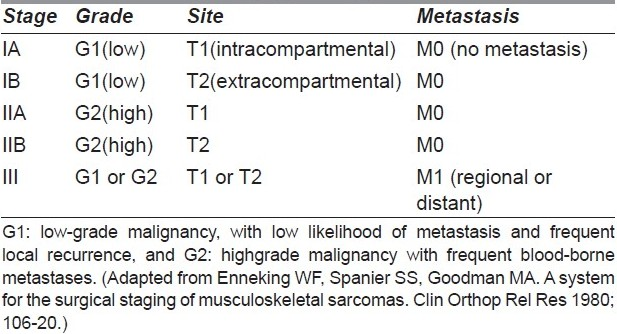 Stage Grade Site Metastasis
IA G1(low) T1(intracompartmental) M0 (no metastasis)
IB G1(low) T2(extracompartmental) M0
IIA G2(high) T1 M0
IIB G2(high) T2 M0
III G1 or G2 T1 or T2 M1 (regional or
distant)
G1: low-grade malignancy, with low likelihood of metastasis and frequent
local recurrence, and G2: highgrade malignancy with frequent blood-borne
metastases. (Adapted from Enneking WF, Spanier SS, Goodman MA. A system
for the surgical staging of musculoskeletal sarcomas. Clin Orthop Rel Res 1980;
106-20.)